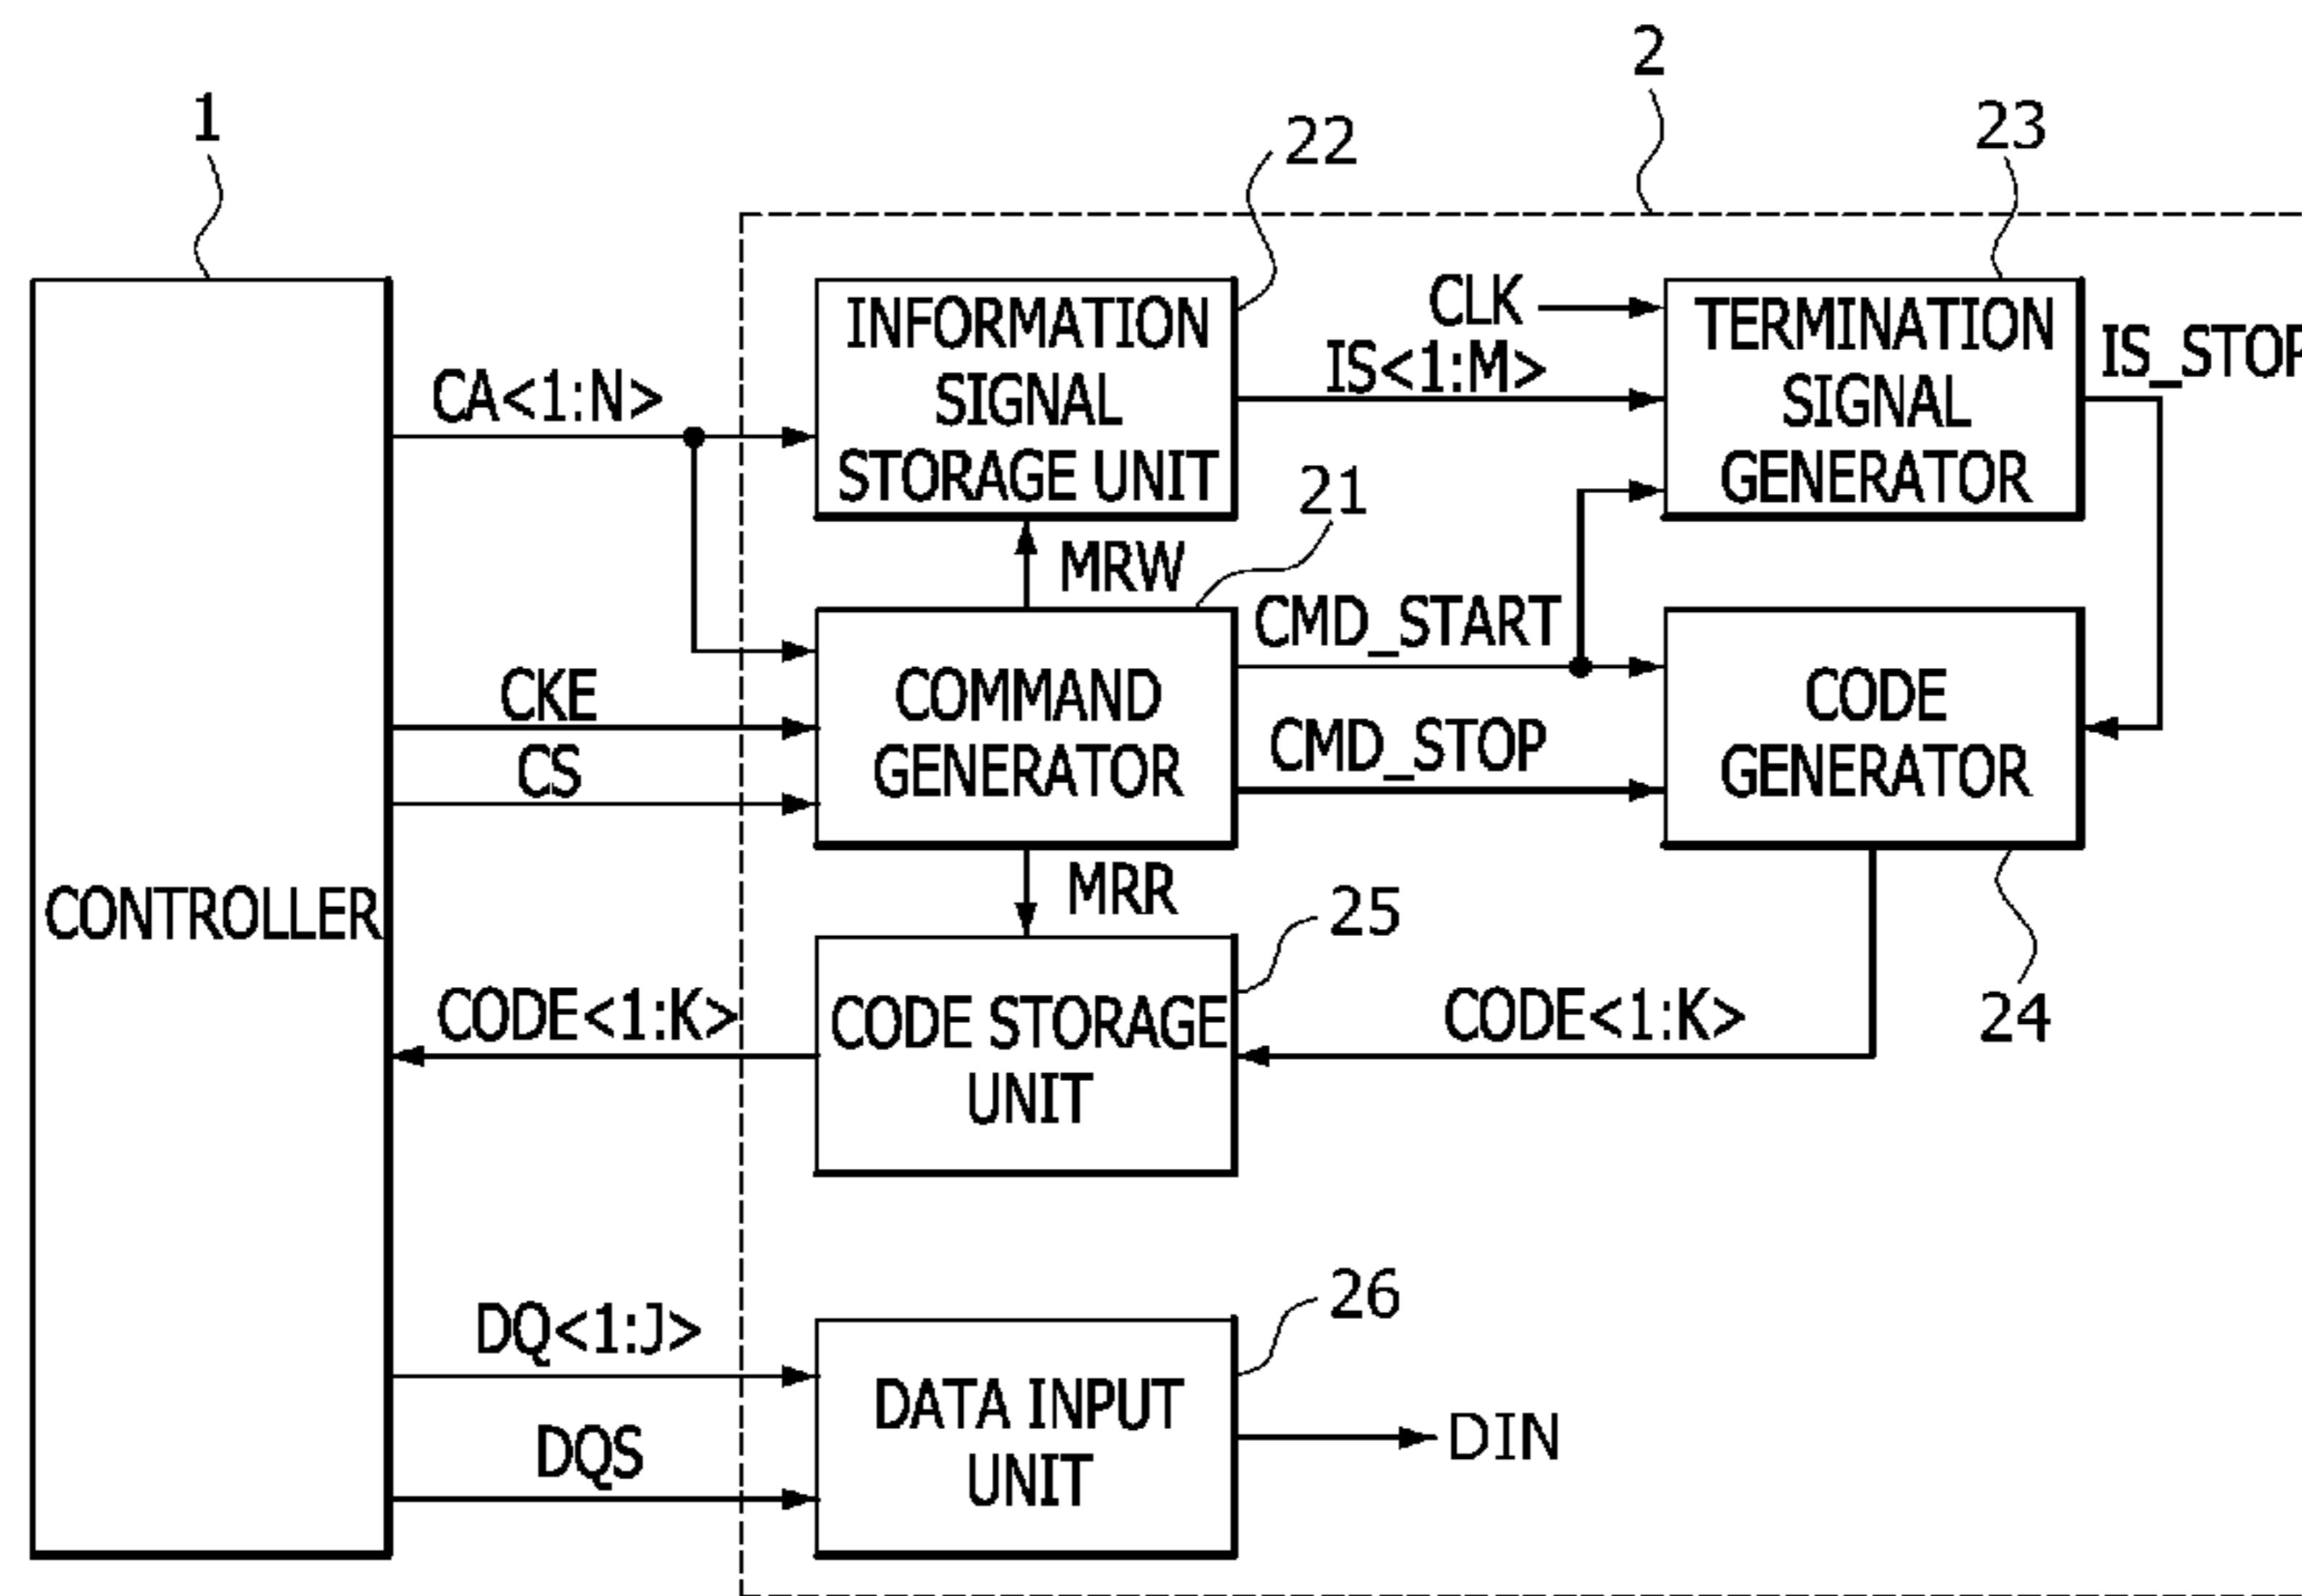 2
1
22
23
CLK
INFORMATION
SIGNAL
STORAGE UNIT
TERMINATION
SIGNAL
GENERATOR
IS_STOP
IS<1:M>
CA<1:N>
21
MRW
CMD_START
CKE
COMMAND
GENERATOR
CODE
GENERATOR
CMD_STOP
CS
MRR
25
CONTROLLER
CODE<1:K>
CODE STORAGE
UNIT
CODE<1:K>
24
26
DQ<1:J>
DATA INPUT
UNIT
DIN
DQS